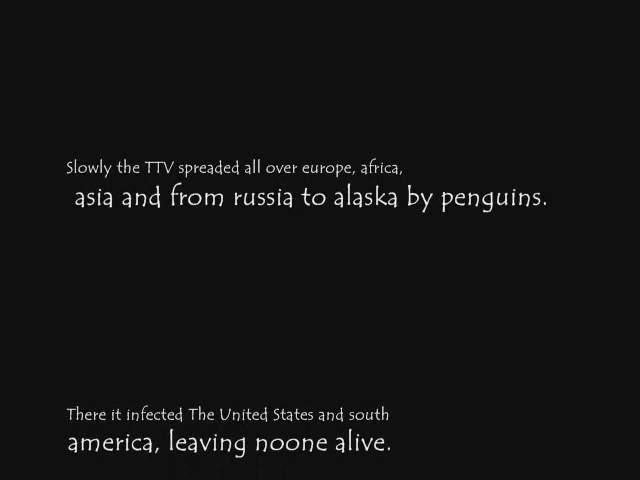 Slowly the TTV spreaded all over europe, africa,
asia and from russia to alaska by penguins.
There it infected The United States and south
america, leaving noone alive.